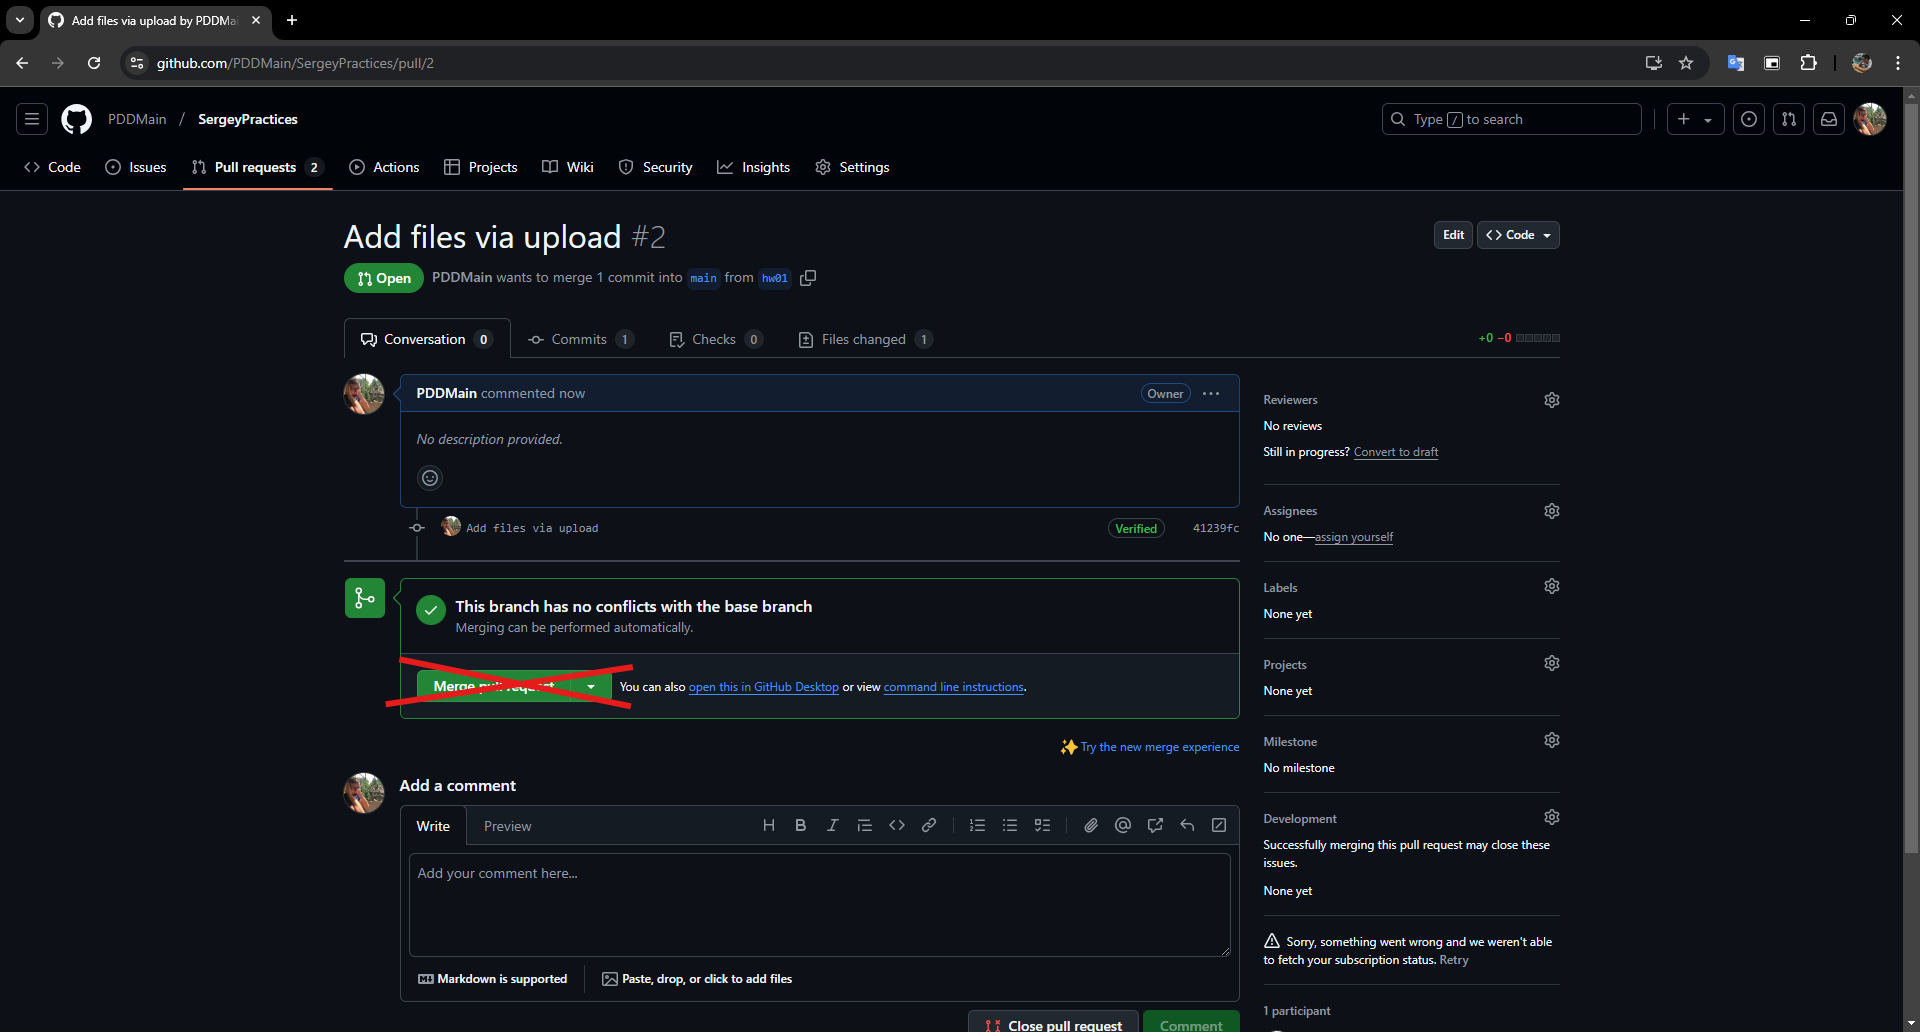 Add files via upload by PDDMa
github.com/PDDMain/SergeyPractices/pull/2
PDDMain / SergeyPractices
Type / to search
Code
Issues
Pull requests 2
Actions
Projects
Wiki
Security
Insights
Settings
Add files via upload #2
Edit
Code
Open
PDDMain wants to merge 1 commit into main from hw01
Conversation 0
Commits 1
Checks 0
Files changed 1
+0 −0
PDDMain commented now
Owner
No description provided.
Add files via upload
Verified
41239fc
This branch has no conflicts with the base branch
Merging can be performed automatically.
Merge pull request
You can also open this in GitHub Desktop or view command line instructions.
Try the new merge experience
Add a comment
Write
Preview
Add your comment here...
Markdown is supported
Paste, drop, or click to add files
Close pull request
Comment
Reviewers
No reviews
Still in progress? Convert to draft
Assignees
No one—assign yourself
Labels
None yet
Projects
None yet
Milestone
No milestone
Development
Successfully merging this pull request may close these
issues.
None yet
Sorry, something went wrong and we weren't able
to fetch your subscription status. Retry
1 participant